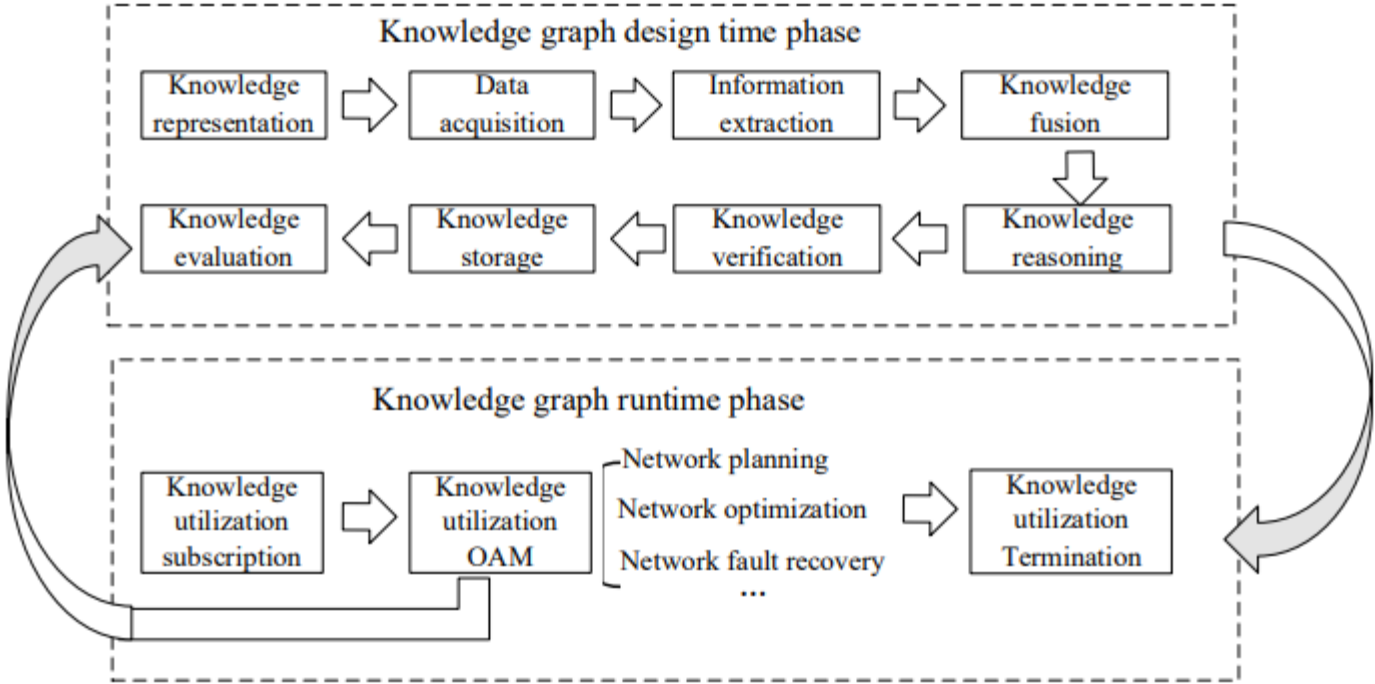 Knowledge graph design time phase
Knowledge
representation
Data
acquisition
Information
extraction
Knowledge
fusion
Knowledge
evaluation
Knowledge
storage
Knowledge
verification
Knowledge
reasoning
Knowledge graph runtime phase
Knowledge
utilization
subscription
Knowledge
utilization
OAM
Network planning
Network optimization
Network fault recovery
...
Knowledge
utilization
Termination